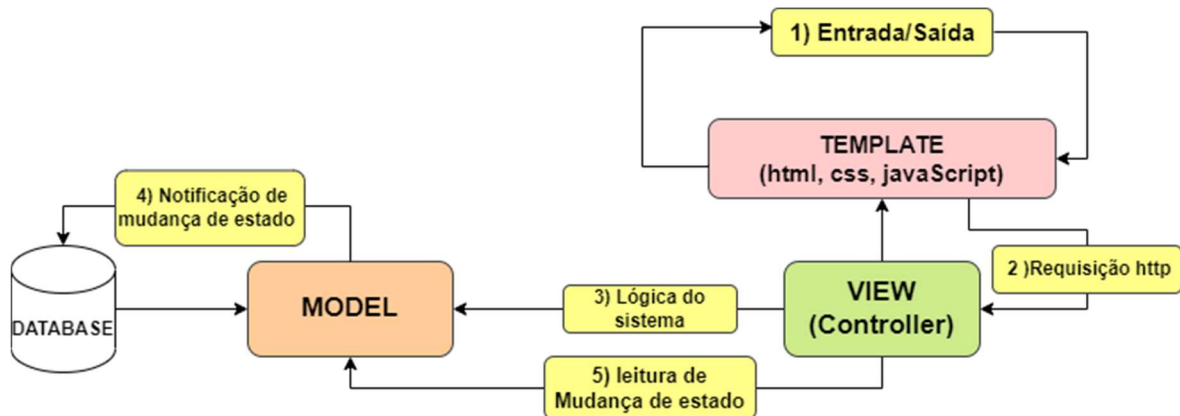 1) Entrada/Saída
TEMPLATE
(html, css, javaScript)
4) Notificação de
mudança de estado
2 )Requisição http
DATABASE
MODEL
3) Lógica do
sistema
VIEW
(Controller)
5) leitura de
Mudança de estado